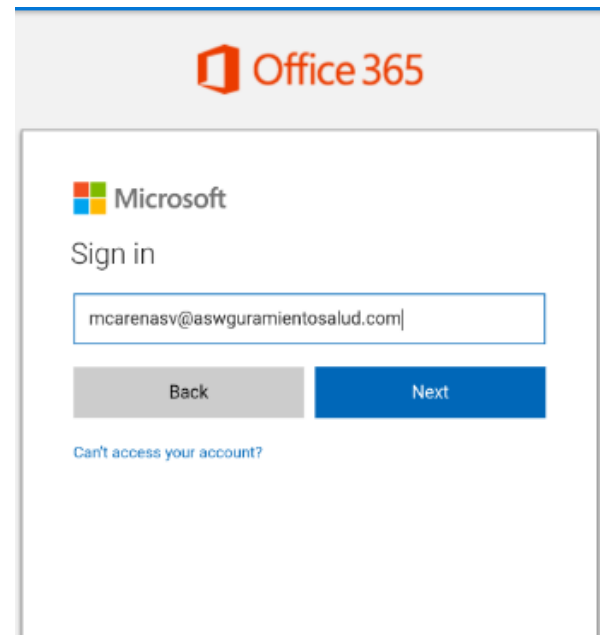 Office 365
Microsoft
Sign in
mcarenasv@aswguramientosalud.com
Back Next
Can't access your account?